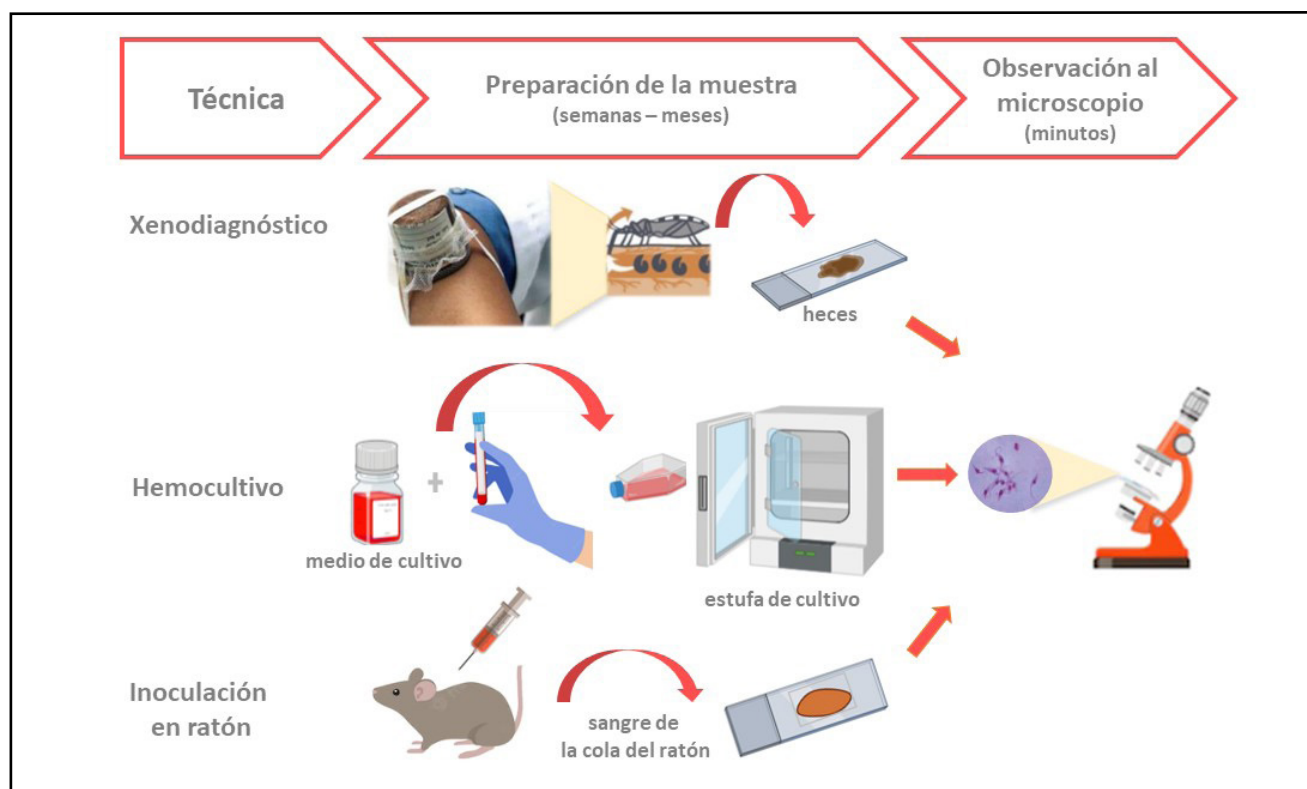 Técnica
Preparación de la muestra
(semanas – meses)
Observación al
microscopio
(minutos)
Xenodiagnóstico
heces
Hemocultivo
+
medio de cultivo
estufa de cultivo
Inoculación
en ratón
sangre de
la cola del ratón